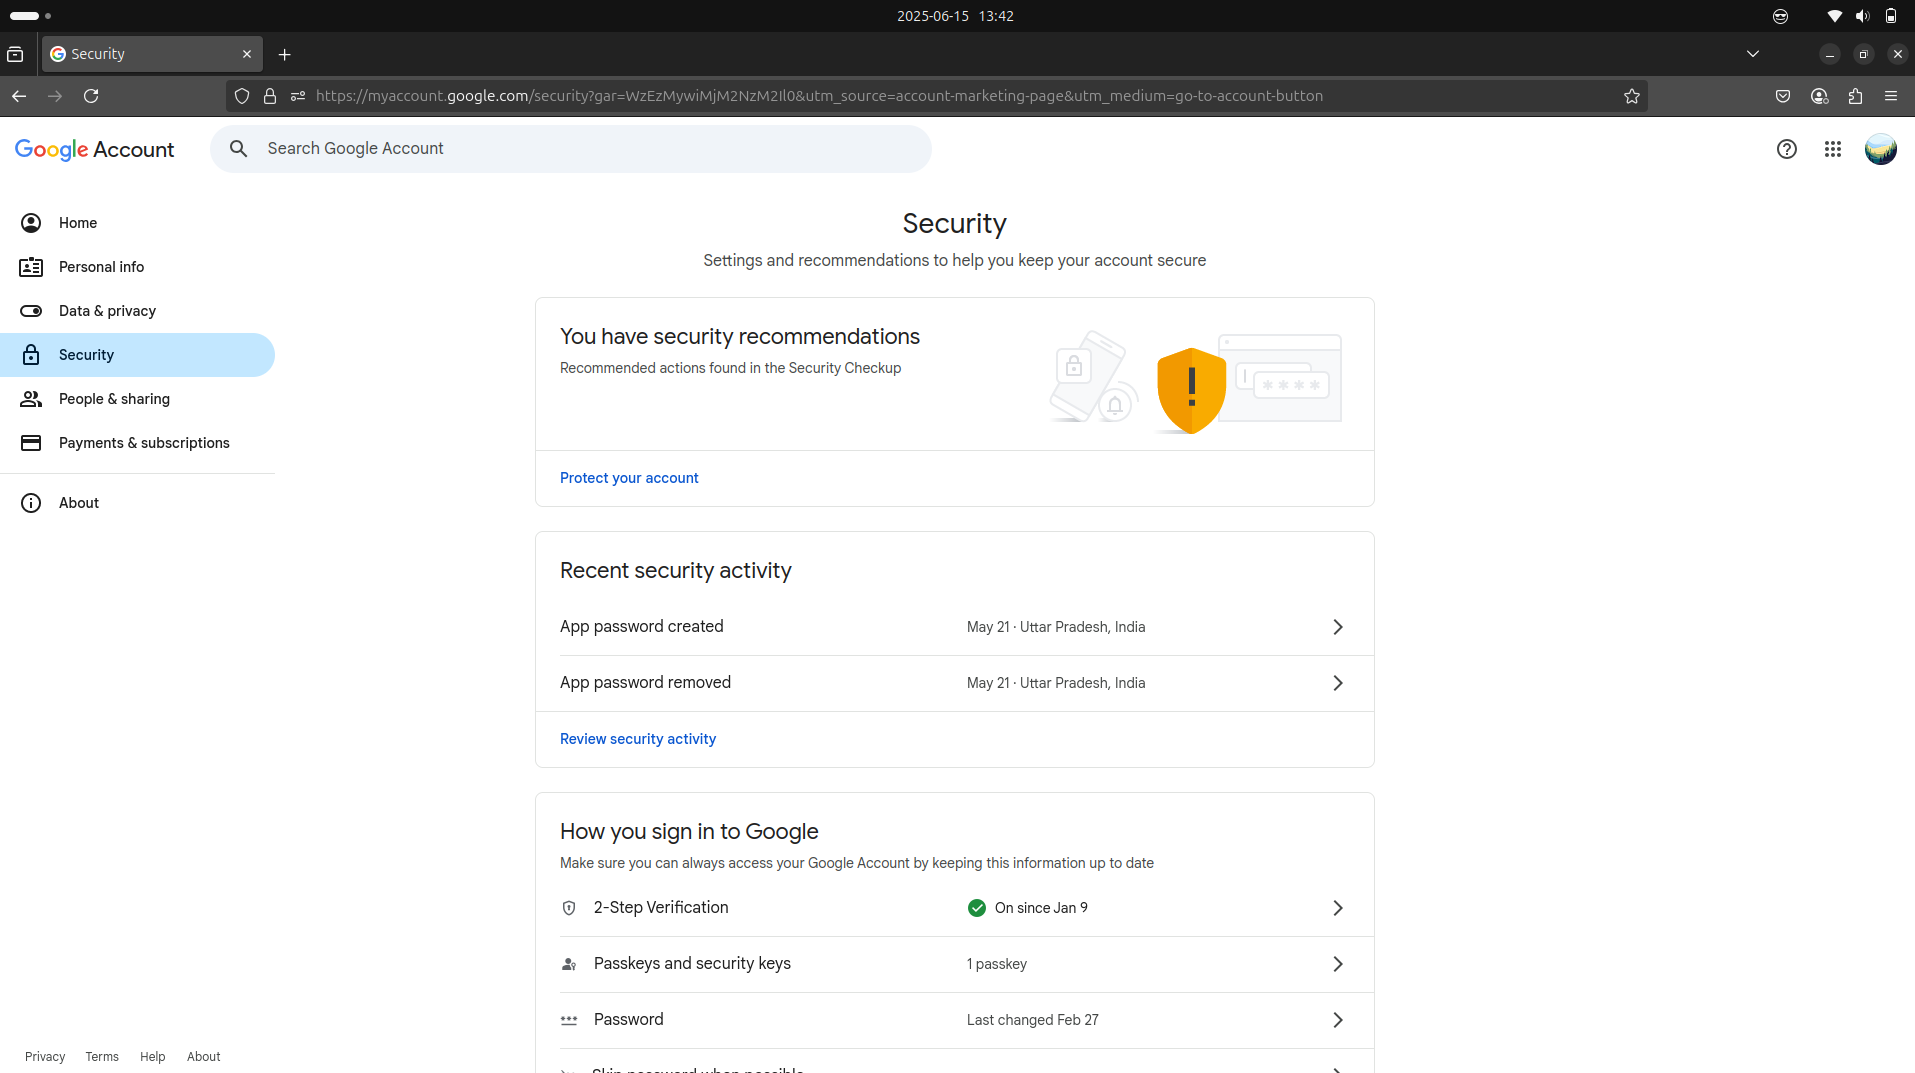 2025-06-15 13:42
Security
https://myaccount.google.com/security?gar=WzEzMywiMjM2NzM2Il0&utm_source=account-marketing-page&utm_medium=go-to-account-button
Google Account
Search Google Account
Home
Personal info
Data & privacy
Security
People & sharing
Payments & subscriptions
About
Security
Settings and recommendations to help you keep your account secure
You have security recommendations
Recommended actions found in the Security Checkup
Protect your account
Recent security activity
App password created May 21 · Uttar Pradesh, India
App password removed May 21 · Uttar Pradesh, India
Review security activity
How you sign in to Google
Make sure you can always access your Google Account by keeping this information up to date
2-Step Verification On since Jan 9
Passkeys and security keys 1 passkey
Password Last changed Feb 27
Skip password when possible
Privacy Terms Help About